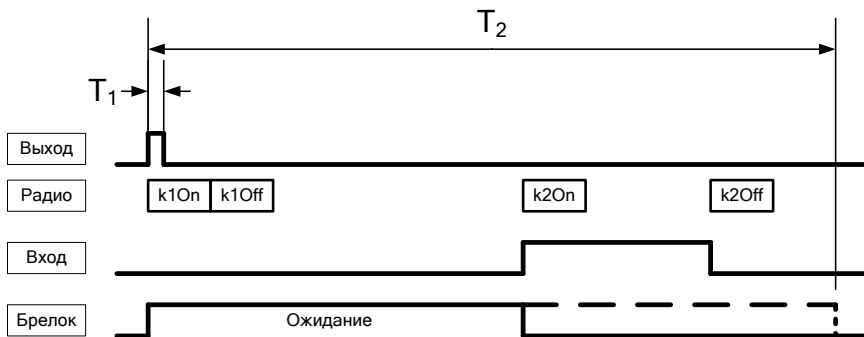 T2
T1
Выход
Радио
k1On
k1Off
k2On
k2Off
Вход
Брелок
Ожидание